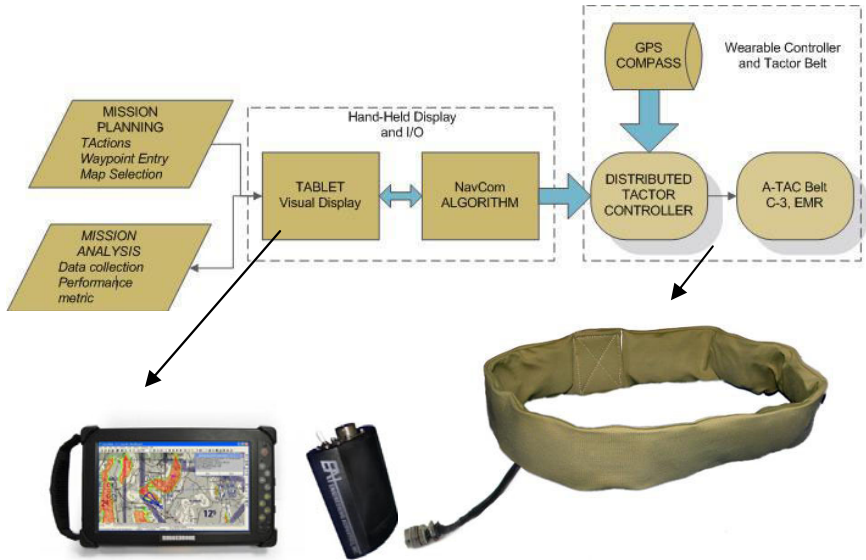 MISSION
PLANNING
TActions
Waypoint Entry
Map Selection
MISSION
ANALYSIS
Data collection
Performance
metric
Hand-Held Display
and I/O
TABLET
Visual Display
NavCom
ALGORITHM
GPS
COMPASS
Wearable Controller
and Tactor Belt
DISTRIBUTED
TACTOR
CONTROLLER
A-TAC Belt
C-3, EMR
EAI